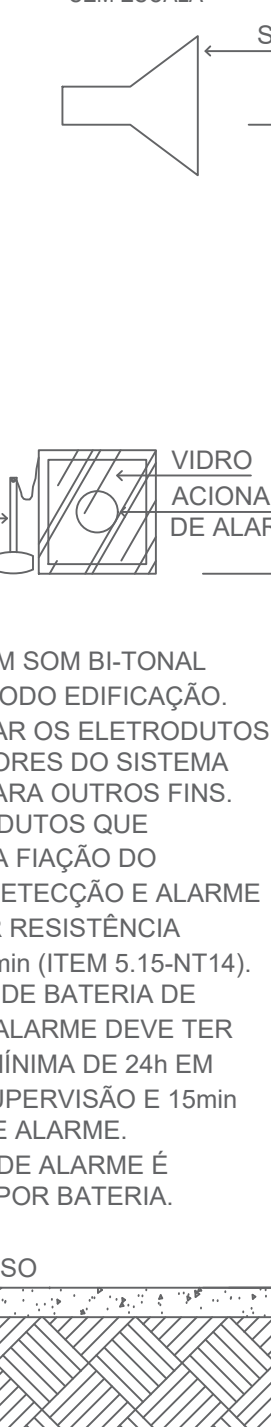 SEM ESCALA
S
VIDRO
ACIONA
DE ALAR
M SOM BI-TONAL
ODO EDIFICAÇÃO.
AR OS ELETRODUTOS
ORES DO SISTEMA
ARA OUTROS FINS.
DUTOS QUE
A FIAÇÃO DO
ETECÇÃO E ALARME
R RESISTÊNCIA
min (ITEM 5.15-NT14).
DE BATERIA DE
ALARME DEVE TER
MÍNIMA DE 24h EM
UPERVISÃO E 15min
E ALARME.
DE ALARME É
POR BATERIA.
SO